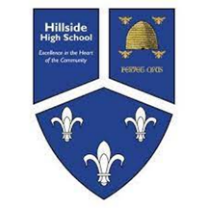 Hillside
High School
Excellence in the Heart
of the Community